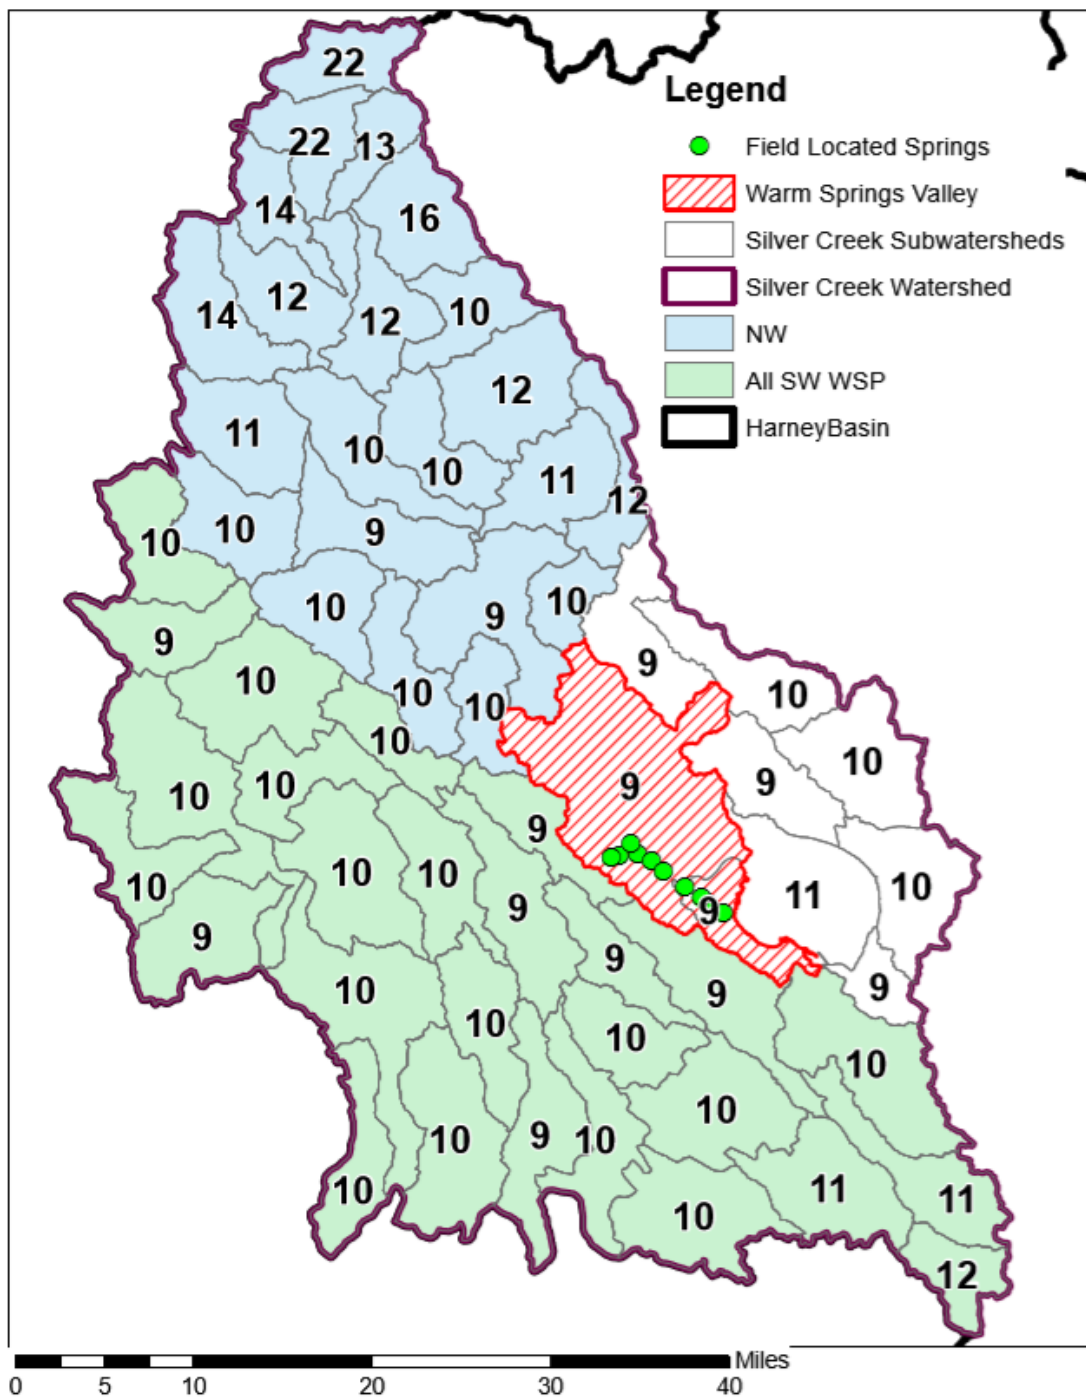 22
Legend
22 13
Field Located Springs
Warm Springs Valley
14 16
Silver Creek Subwatersheds
Silver Creek Watershed
14 12 12 10
NW
All SW WSP
12
HarneyBasin
11 10 10 11 12
10 10 9
10 9 10
9 10 10 10 9 10
10 10 10 9 9 10
10 10 10 9 9 11 10
9 9 9 9 9
10 10 10 10
10 9 10 10
10 10 11 11
12
Miles
0 5 10 20 30 40